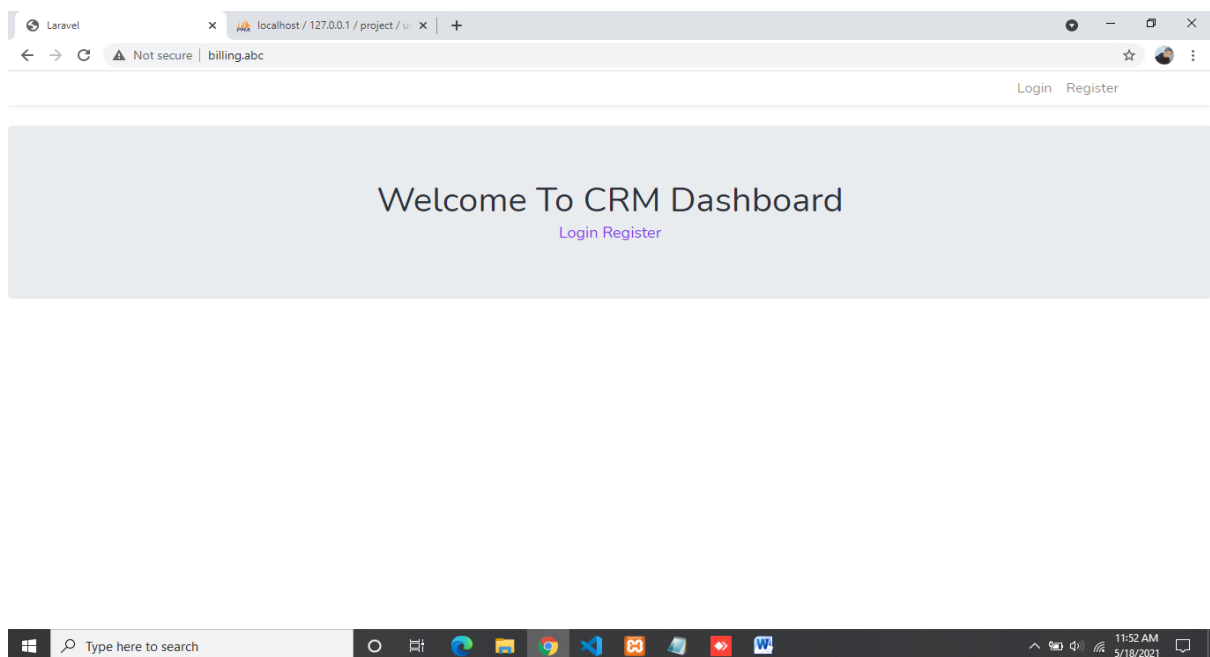 Laravel
localhost / 127.0.0.1 / project / u
Not secure
billing.abc
Login Register
Welcome To CRM Dashboard
Login Register
Type here to search
11:52 AM
5/18/2021